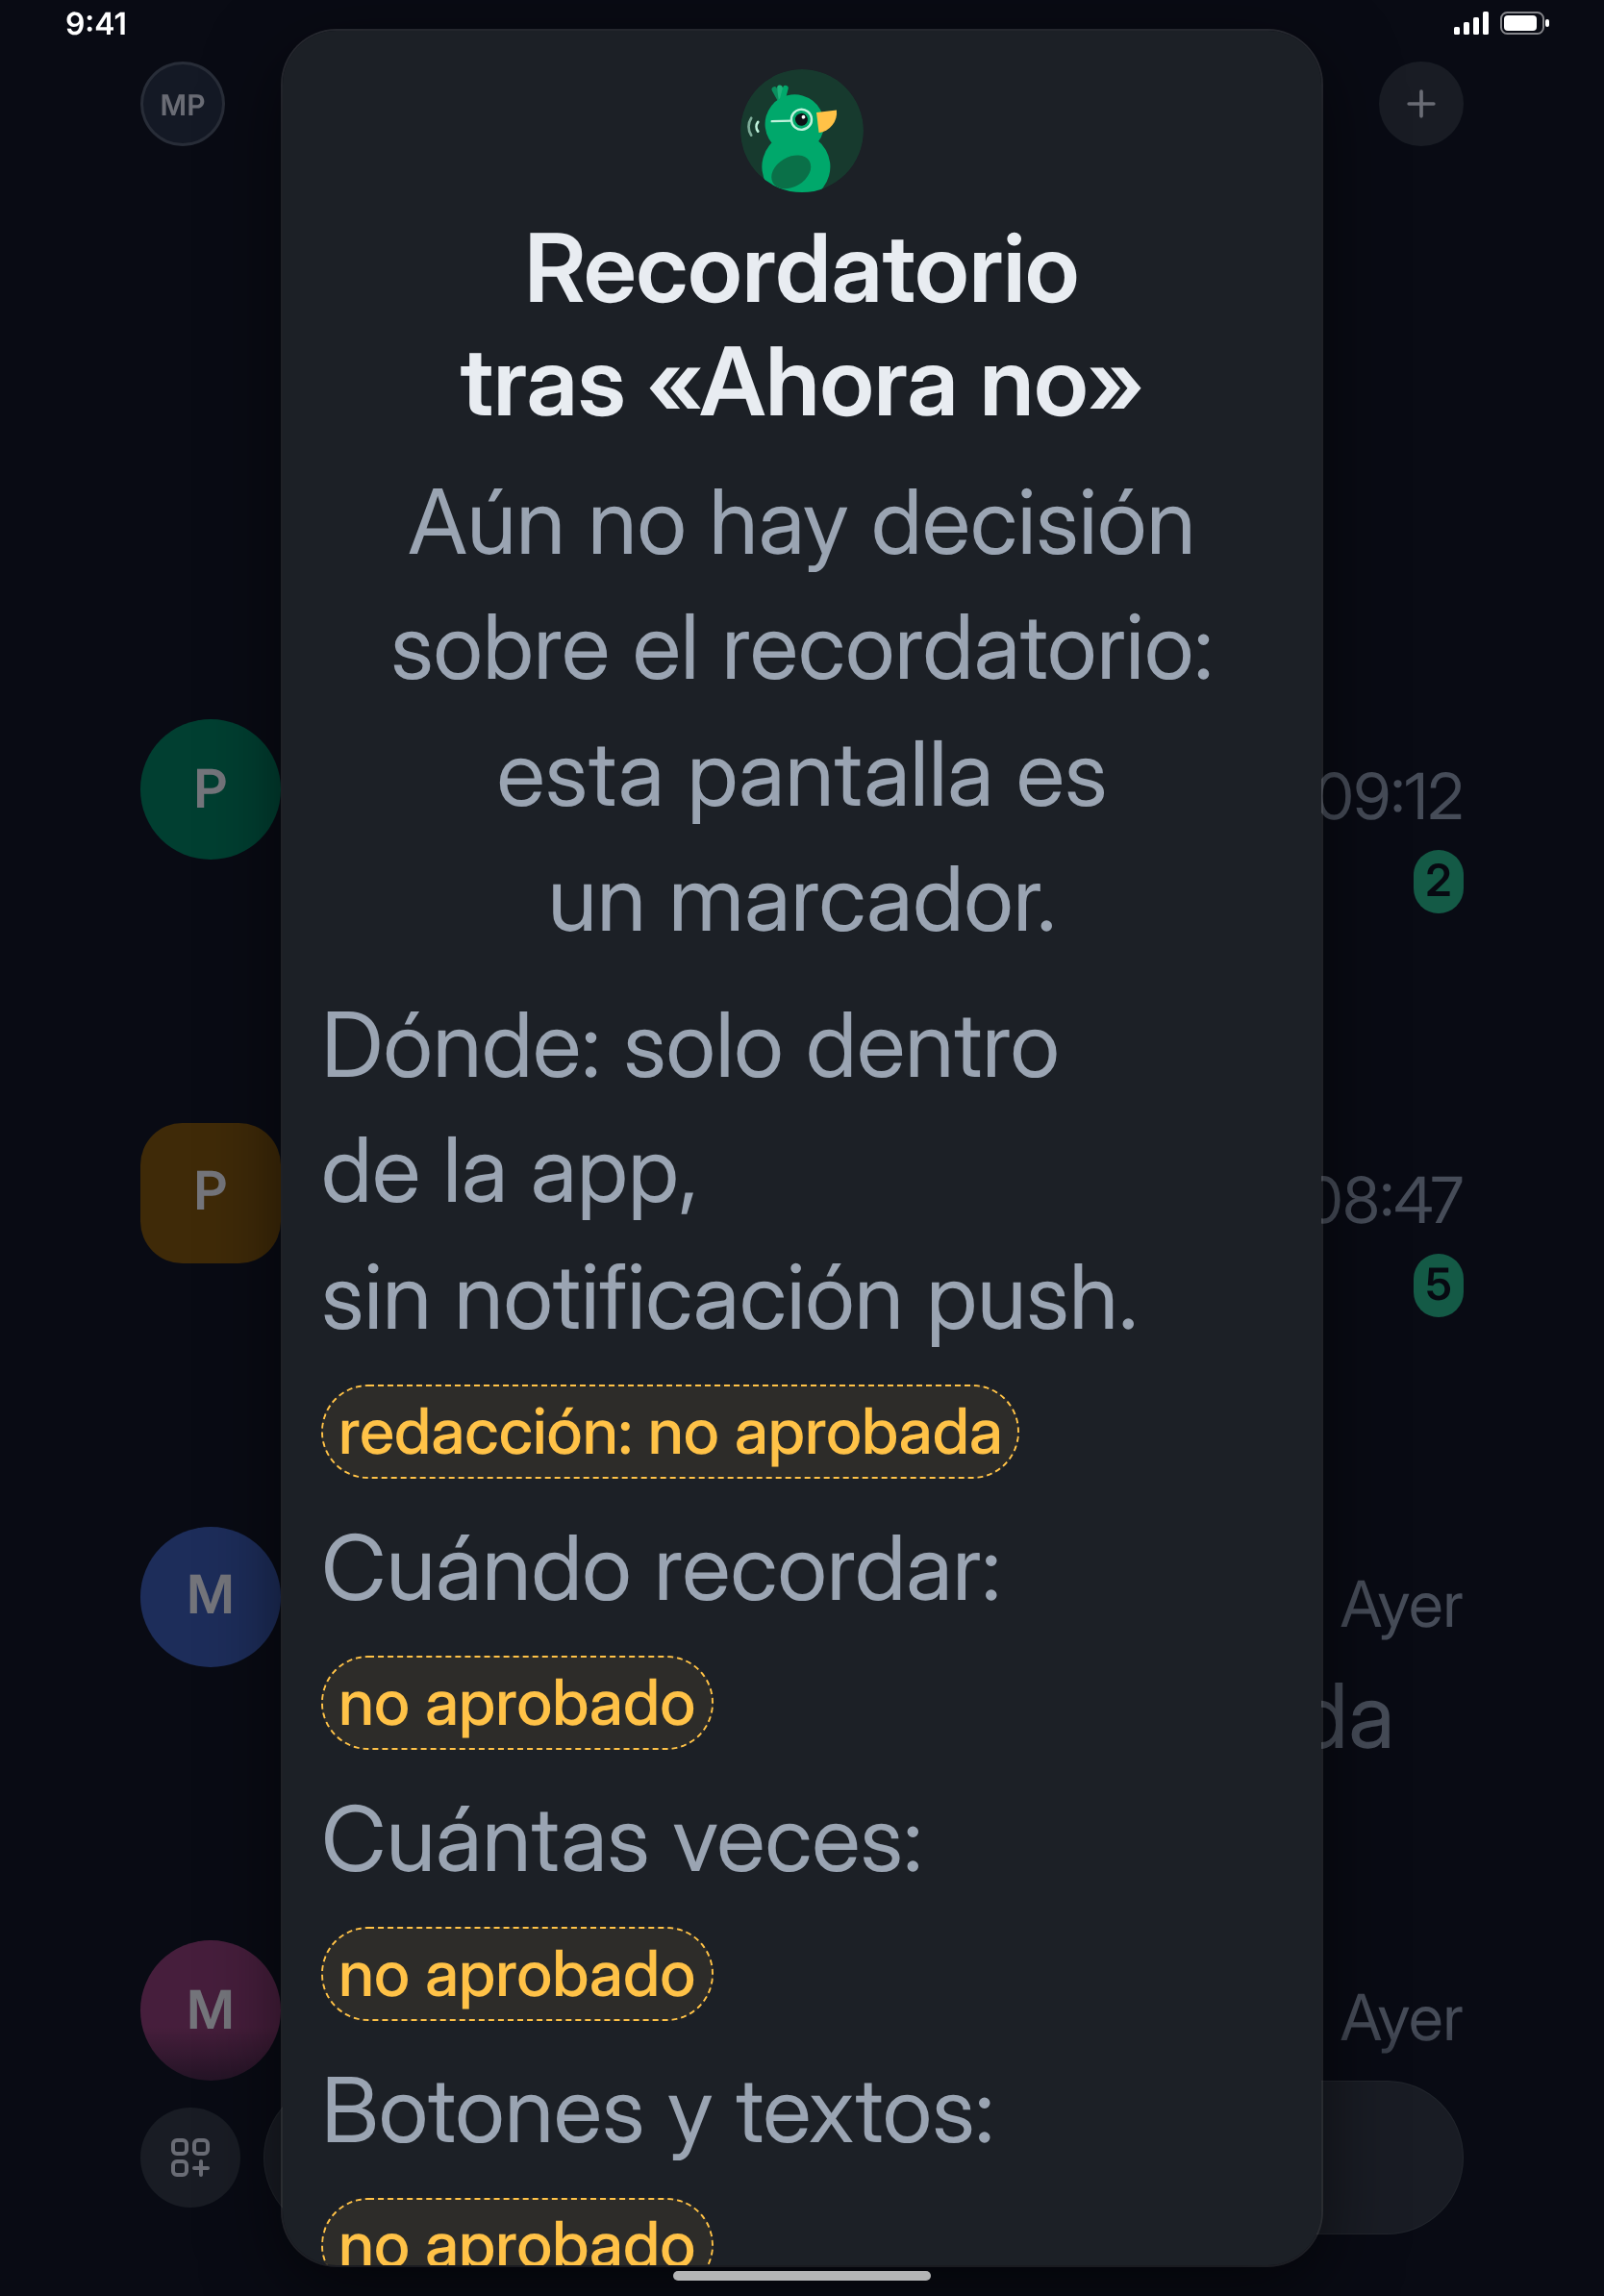 9:41
MP
Recordatorio
tras «Ahora no»
Aún no hay decisión
sobre el recordatorio:
esta pantalla es
un marcador.
Dónde: solo dentro
de la app,
sin notificación push.
redacción: no aprobada
Cuándo recordar:
no aprobado
Cuántas veces:
no aprobado
Botones y textos:
no aprobado
P
09:12
2
P
08:47
5
M
Ayer
M
Ayer